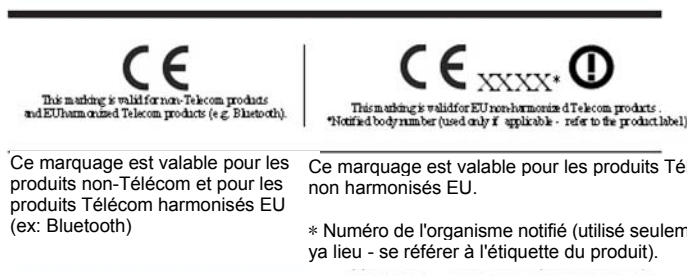 CE
This marking is valid for non-Telecom products
and EU harmonized Telecom products (e.g. Bluetooth).
CE XXXX*
This marking is valid for EU non-harmonized Telecom products.
*Notified body number (used only if applicable - refer to the product label)
Ce marquage est valable pour les
produits non-Télécom et pour les
produits Télécom harmonisés EU
(ex: Bluetooth)
Ce marquage est valable pour les produits Té
non harmonisés EU.
* Numéro de l'organisme notifié (utilisé seulem
ya lieu - se référer à l'étiquette du produit).